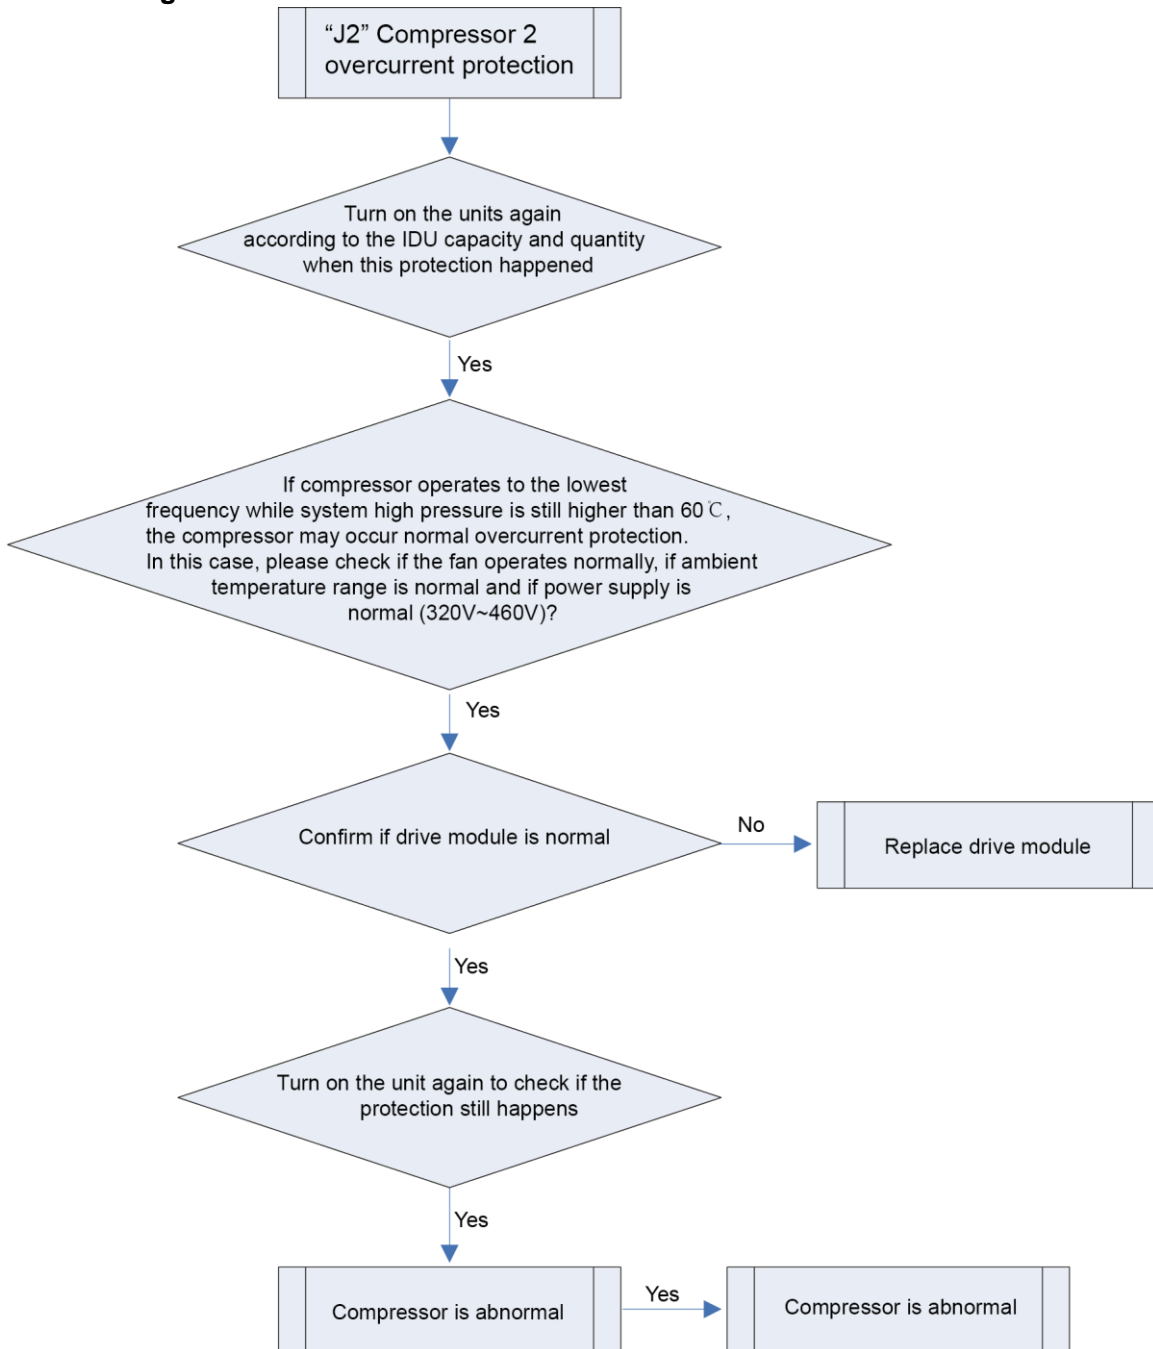 “J2” Compressor 2
overcurrent protection
Turn on the units again
according to the IDU capacity and quantity
when this protection happened
Yes
If compressor operates to the lowest
frequency while system high pressure is still higher than 60℃,
the compressor may occur normal overcurrent protection.
In this case, please check if the fan operates normally, if ambient
temperature range is normal and if power supply is
normal (320V~460V)?
Yes
Confirm if drive module is normal
No
Replace drive module
Yes
Turn on the unit again to check if the
protection still happens
Yes
Compressor is abnormal
Yes
Compressor is abnormal